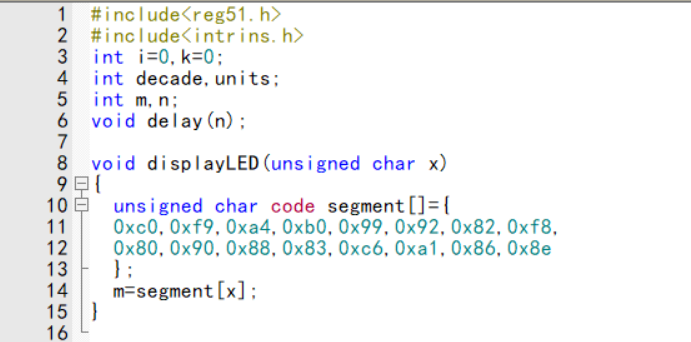 1 #include<reg51.h>
2 #include<intrins.h>
3 int i=0,k=0;
4 int decade,units;
5 int m,n;
6 void delay(n);
7
8 void displayLED(unsigned char x)
9 {
10 unsigned char code segment[]={
11 0xc0,0xf9,0xa4,0xb0,0x99,0x92,0x82,0xf8,
12 0x80,0x90,0x88,0x83,0xc6,0xa1,0x86,0x8e
13 };
14 m=segment[x];
15 }
16